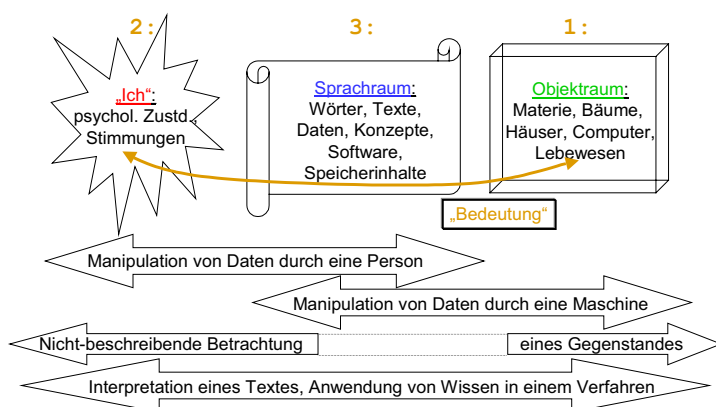 2:
3:
1:
„Ich“:
psychol. Zustd.,
Stimmungen
Sprachraum:
Wörter, Texte,
Daten, Konzepte,
Software,
Speicherinhalte
Objektraum:
Materie, Bäume,
Häuser, Computer,
Lebewesen
„Bedeutung“
Manipulation von Daten durch eine Person
Manipulation von Daten durch eine Maschine
Nicht-beschreibende Betrachtung
eines Gegenstandes
Interpretation eines Textes, Anwendung von Wissen in einem Verfahren